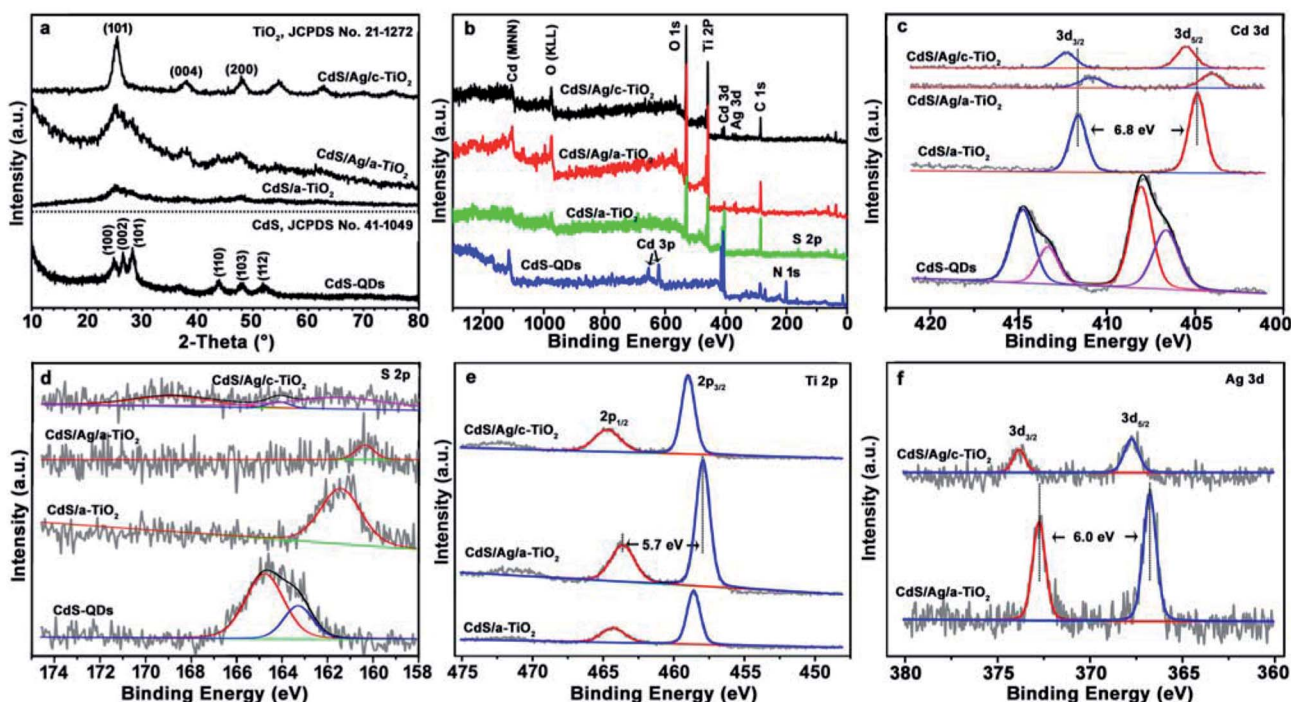 a
TiO₂, JCPDS No. 21-1272
(101)
(004)
(200)
CdS/Ag/c-TiO₂
CdS/Ag/a-TiO₂
CdS/a-TiO₂
CdS, JCPDS No. 41-1049
(100)
(002)
(101)
(110)
(103)
(112)
CdS-QDs
Intensity (a.u.)
10 20 30 40 50 60 70 80
2-Theta (°)
b
Cd (MNN)
O (KLL)
O 1s
Ti 2P
Cd 3d
Ag 3d
C 1s
CdS/Ag/c-TiO₂
CdS/Ag/a-TiO₂
CdS/a-TiO₂
S 2p
Cd 3p
CdS-QDs
N 1s
Intensity (a.u.)
1200 1000 800 600 400 200 0
Binding Energy (eV)
c
Cd 3d
3d3/2
3d5/2
CdS/Ag/c-TiO₂
CdS/Ag/a-TiO₂
6.8 eV
CdS/a-TiO₂
CdS-QDs
Intensity (a.u.)
420 415 410 405 400
Binding Energy (eV)
d
S 2p
CdS/Ag/c-TiO₂
CdS/Ag/a-TiO₂
CdS/a-TiO₂
CdS-QDs
Intensity (a.u.)
174 172 170 168 166 164 162 160 158
Binding Energy (eV)
e
Ti 2p
2p3/2
2p1/2
CdS/Ag/c-TiO₂
5.7 eV
CdS/Ag/a-TiO₂
CdS/a-TiO₂
Intensity (a.u.)
475 470 465 460 455 450
Binding Energy (eV)
f
Ag 3d
3d3/2
3d5/2
CdS/Ag/c-TiO₂
6.0 eV
CdS/Ag/a-TiO₂
Intensity (a.u.)
380 375 370 365 360
Binding Energy (eV)